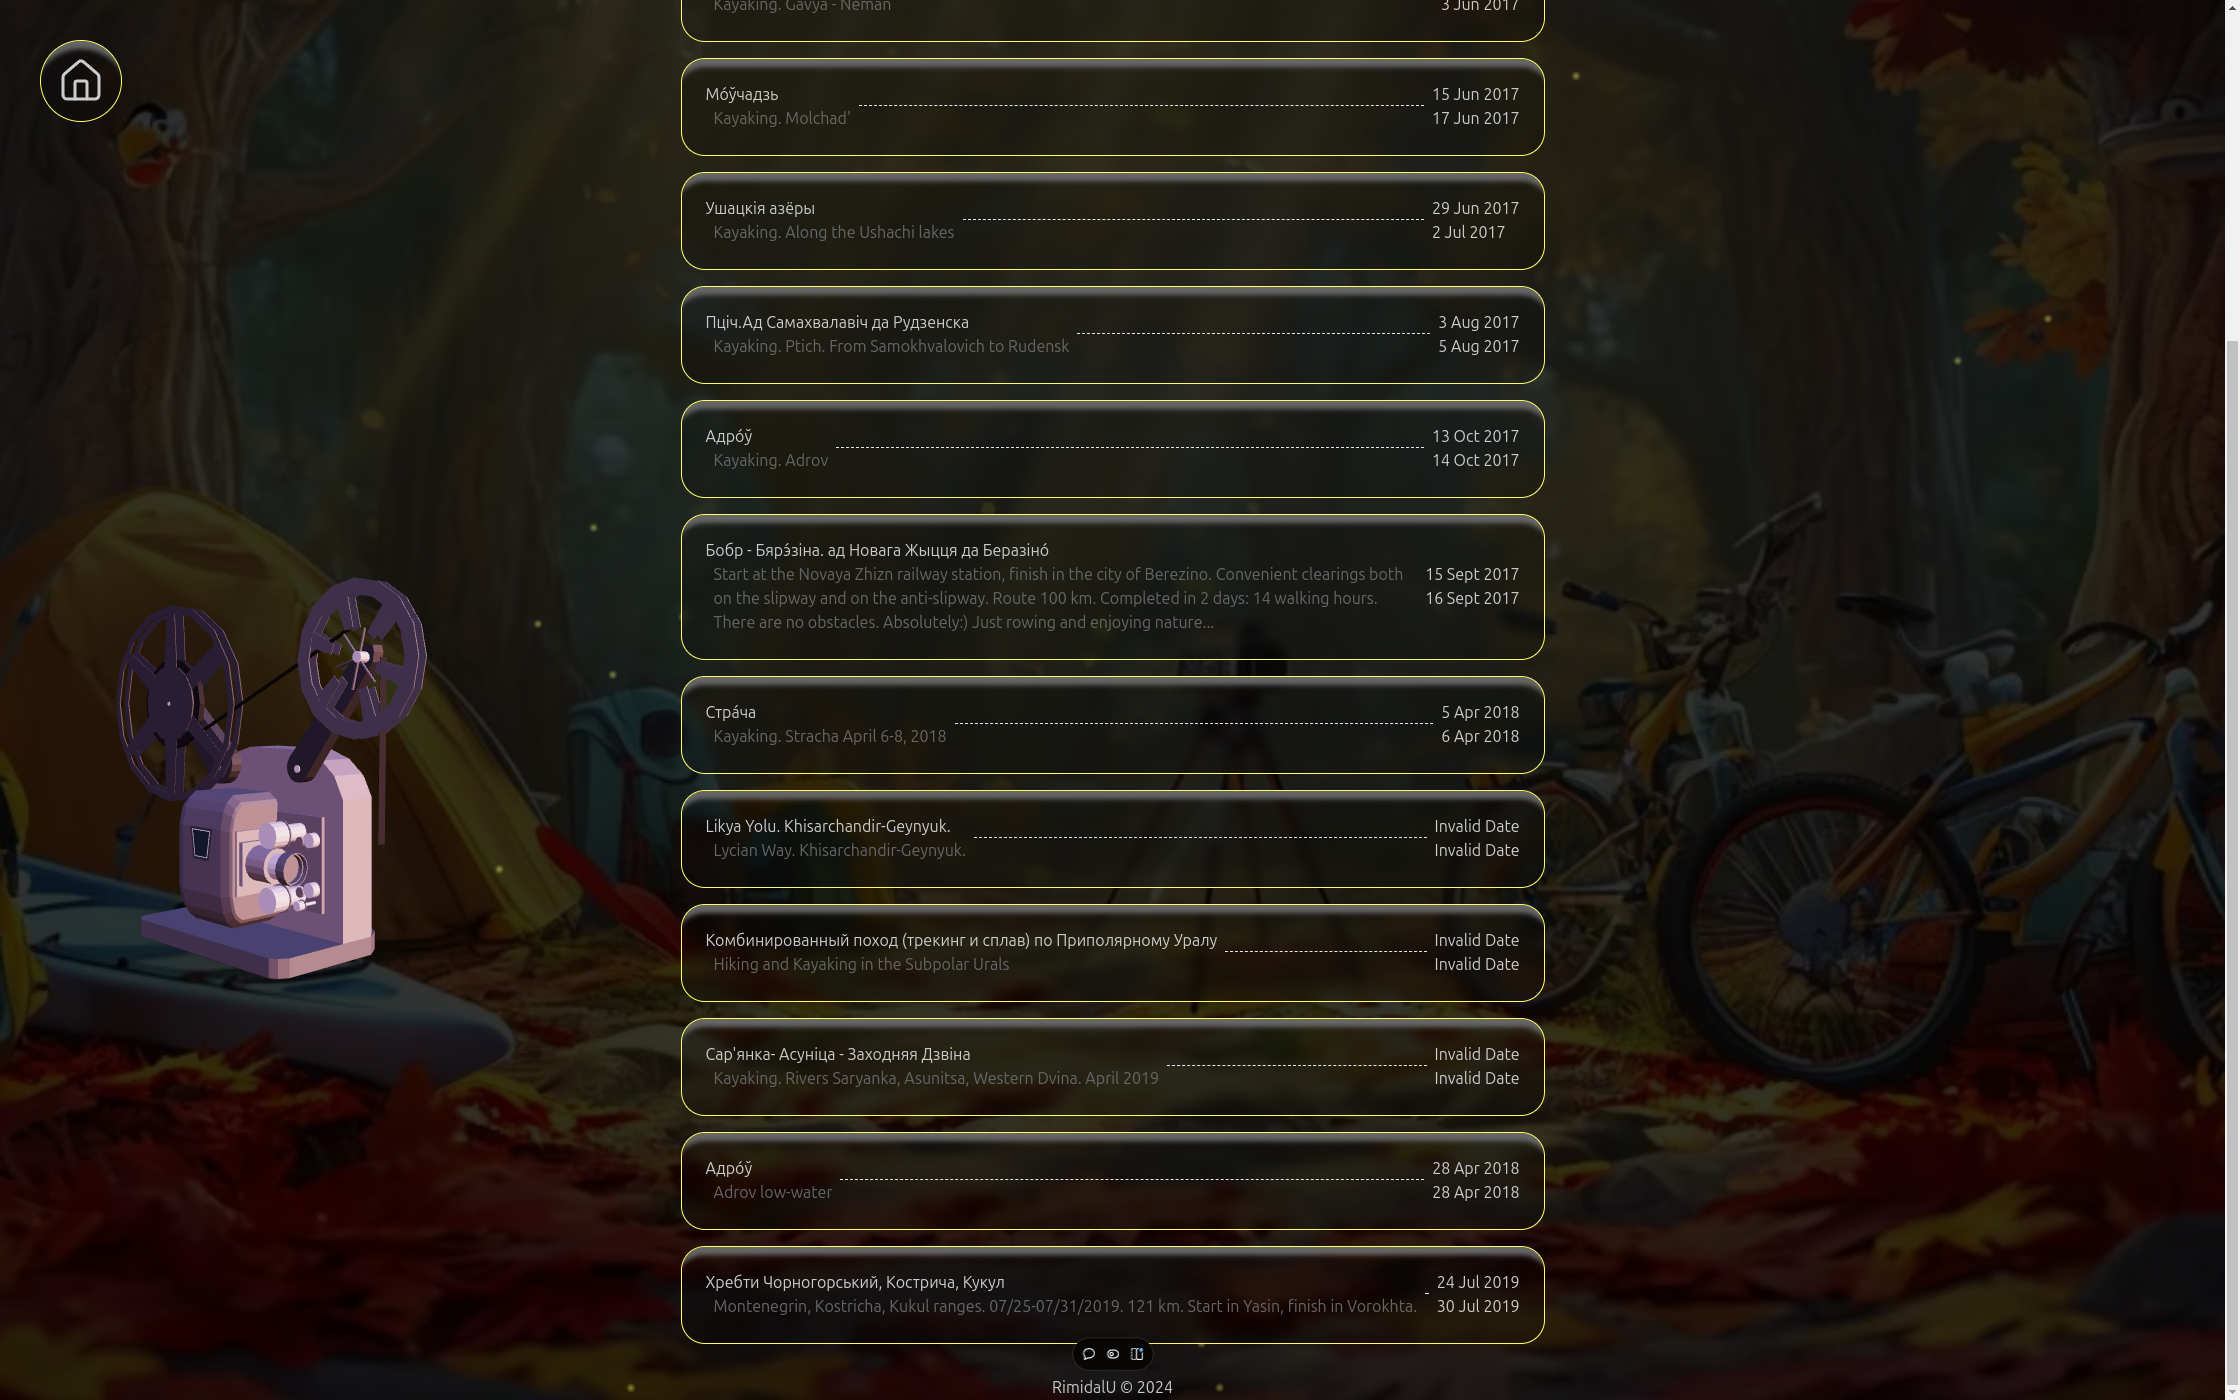 Kayaking. Gavya - Neman
3 Jun 2017
Мо́ўчадзь
15 Jun 2017
Kayaking. Molchad'
17 Jun 2017
Ушацкія азёры
29 Jun 2017
Kayaking. Along the Ushachi lakes
2 Jul 2017
Пціч.Ад Самахвалавіч да Рудзенска
3 Aug 2017
Kayaking. Ptich. From Samokhvalovich to Rudensk
5 Aug 2017
Адро́ў
13 Oct 2017
Kayaking. Adrov
14 Oct 2017
Бобр - Бярэ́зіна. ад Новага Жыцця да Беразіно́
Start at the Novaya Zhizn railway station, finish in the city of Berezino. Convenient clearings both
15 Sept 2017
on the slipway and on the anti-slipway. Route 100 km. Completed in 2 days: 14 walking hours.
16 Sept 2017
There are no obstacles. Absolutely:) Just rowing and enjoying nature...
Стра́ча
5 Apr 2018
Kayaking. Stracha April 6-8, 2018
6 Apr 2018
Likya Yolu. Khisarchandir-Geynyuk.
Invalid Date
Lycian Way. Khisarchandir-Geynyuk.
Invalid Date
Комбинированный поход (трекинг и сплав) по Приполярному Уралу
Invalid Date
Hiking and Kayaking in the Subpolar Urals
Invalid Date
Сар'янка- Асуніца - Заходняя Дзвіна
Invalid Date
Kayaking. Rivers Saryanka, Asunitsa, Western Dvina. April 2019
Invalid Date
Адро́ў
28 Apr 2018
Adrov low-water
28 Apr 2018
Хребти Чорногорський, Кострича, Кукул
24 Jul 2019
Montenegrin, Kostricha, Kukul ranges. 07/25-07/31/2019. 121 km. Start in Yasin, finish in Vorokhta.
30 Jul 2019
RimidalU © 2024